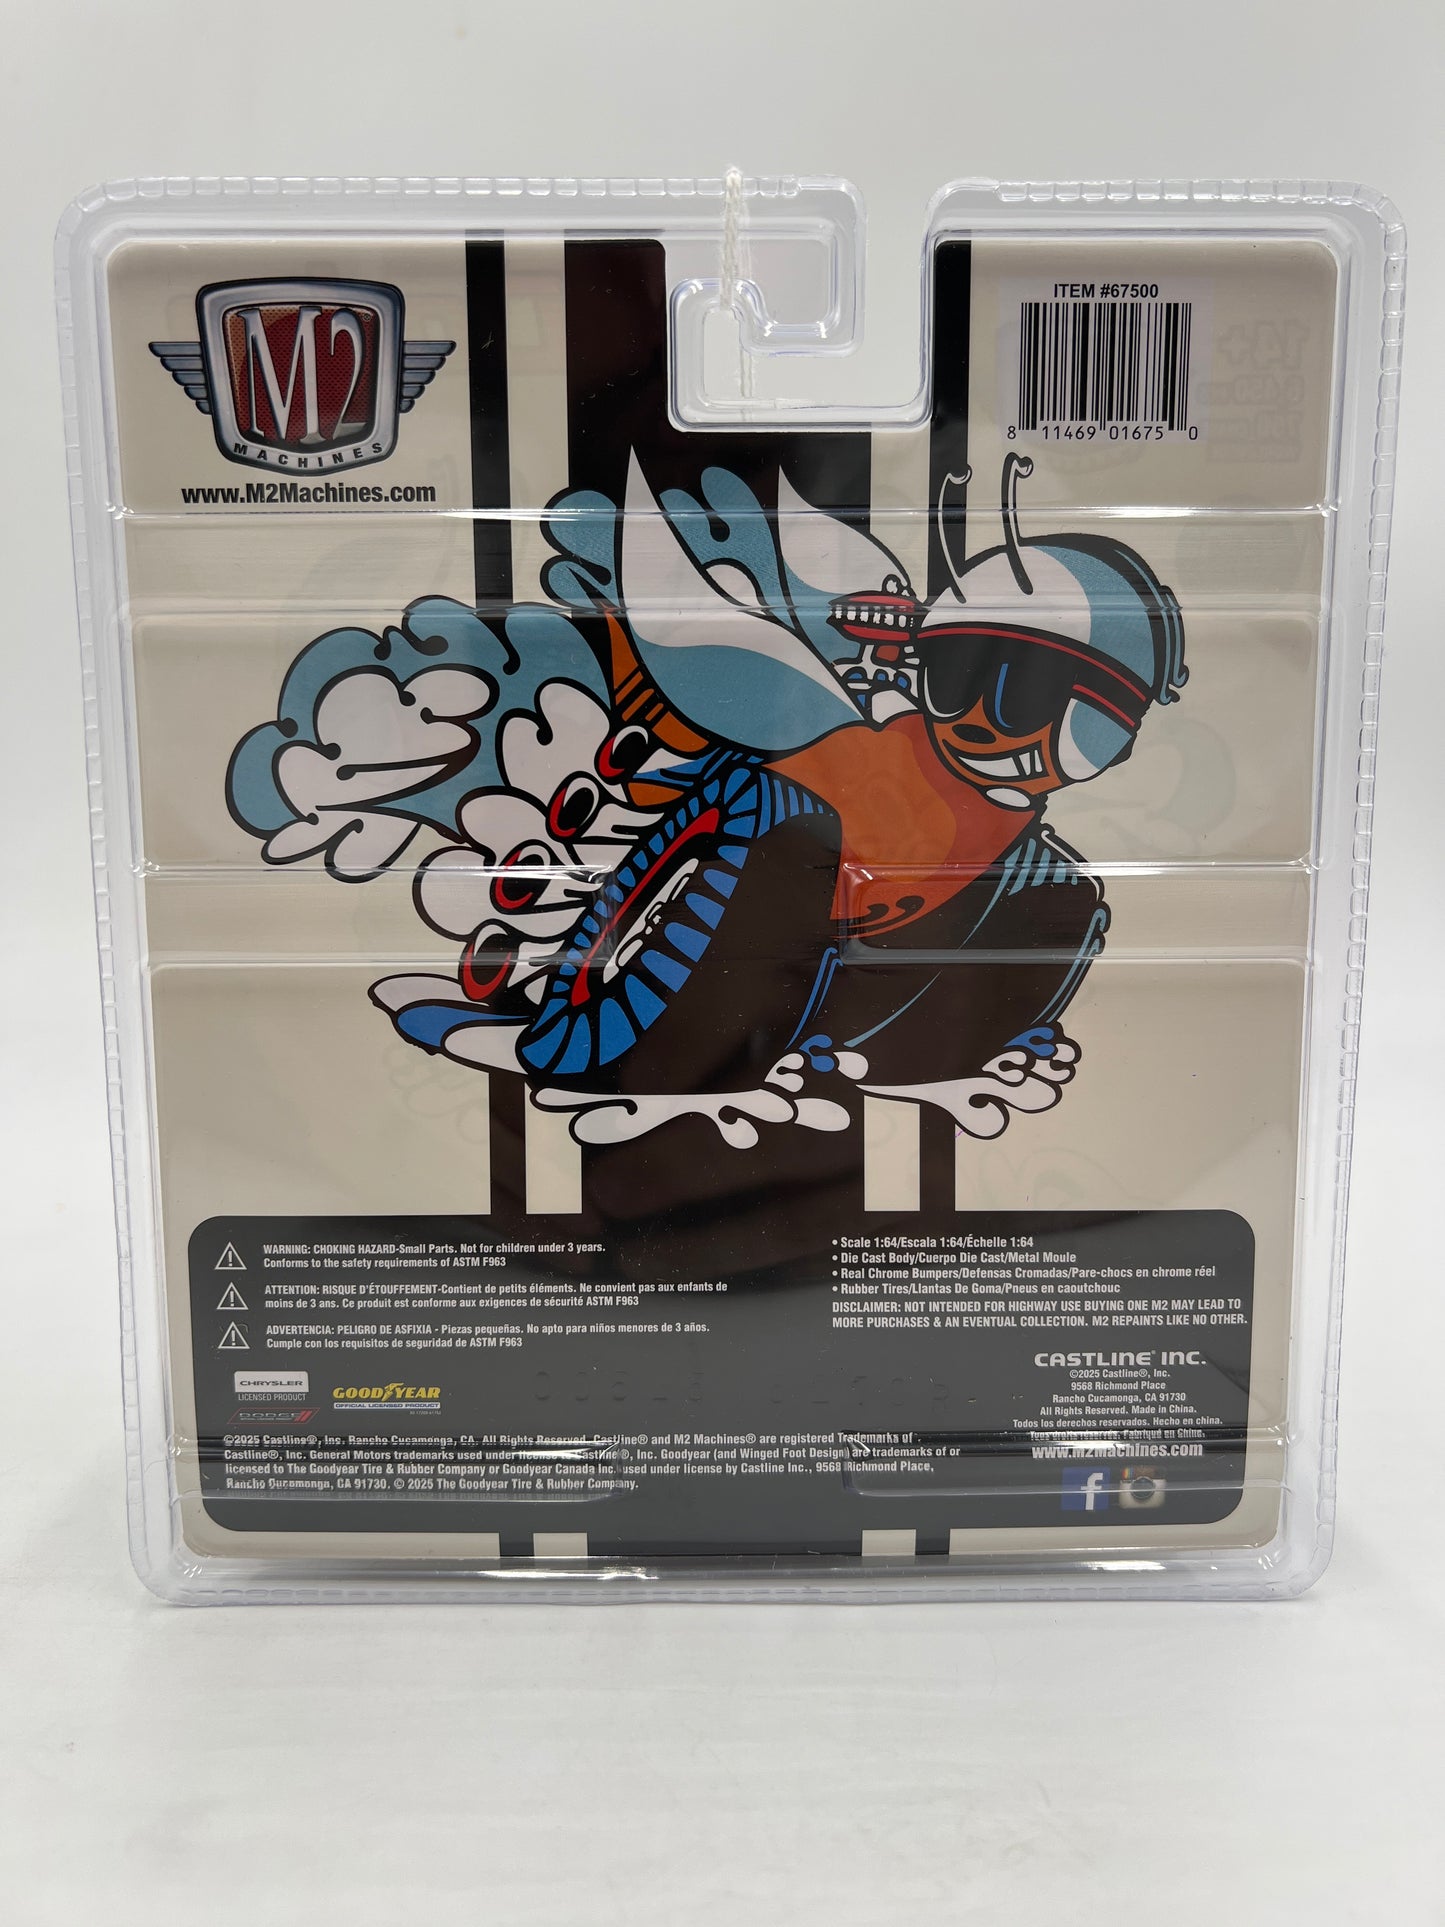 M2
MACHINES
www.M2Machines.com
ITEM #67500
8 11469 01675 0
WARNING: CHOKING HAZARD-Small Parts. Not for children under 3 years.
Conforms to the safety requirements of ASTM F963
ATTENTION: RISQUE D'ÉTOUFFEMENT-Contient de petits éléments. Ne convient pas aux enfants de
moins de 3 ans. Ce produit est conforme aux exigences de sécurité ASTM F963
ADVERTENCIA: PELIGRO DE ASFIXIA - Piezas pequeñas. No apto para niños menores de 3 años.
Cumple con los requisitos de seguridad de ASTM F963
• Scale 1:64/Escala 1:64/Échelle 1:64
• Die Cast Body/Cuerpo Die Cast/Metal Moule
• Real Chrome Bumpers/Defensas Cromadas/Pare-chocs en chrome réel
• Rubber Tires/Llantas De Goma/Pneus en caoutchouc
DISCLAIMER: NOT INTENDED FOR HIGHWAY USE BUYING ONE M2 MAY LEAD TO
MORE PURCHASES & AN EVENTUAL COLLECTION. M2 REPAINTS LIKE NO OTHER.
CHRYSLER
LICENSED PRODUCT
DODGE
GOODYEAR
OFFICIAL LICENSED PRODUCT
CASTLINE® INC.
©2025 Castline®, Inc.
9568 Richmond Place
Rancho Cucamonga, CA 91730
All Rights Reserved. Made in China.
Todos los derechos reservados. Hecho en china.
Tous droits réservés. Fabriqué en Chine.
www.M2Machines.com
©2025 Castline®, Inc. Rancho Cucamonga, CA. All Rights Reserved. Castline® and M2 Machines® are registered Trademarks of
Castline®, Inc. General Motors trademarks used under license to Castline®, Inc. Goodyear (and Winged Foot Design) are trademarks of or
licensed to The Goodyear Tire & Rubber Company or Goodyear Canada Inc. used under license by Castline Inc., 9568 Richmond Place,
Rancho Cucamonga, CA 91730. © 2025 The Goodyear Tire & Rubber Company.
f